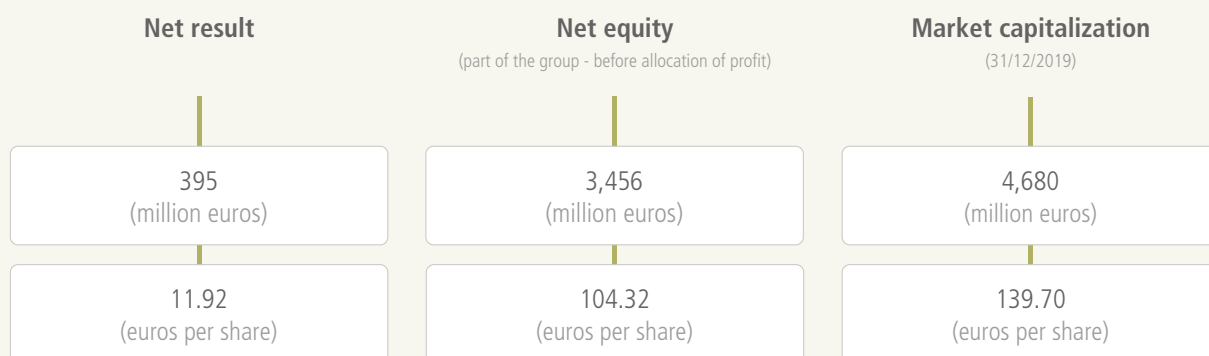 Net result
395
(million euros)
11.92
(euros per share)
Net equity
(part of the group - before allocation of profit)
3,456
(million euros)
104.32
(euros per share)
Market capitalization
(31/12/2019)
4,680
(million euros)
139.70
(euros per share)